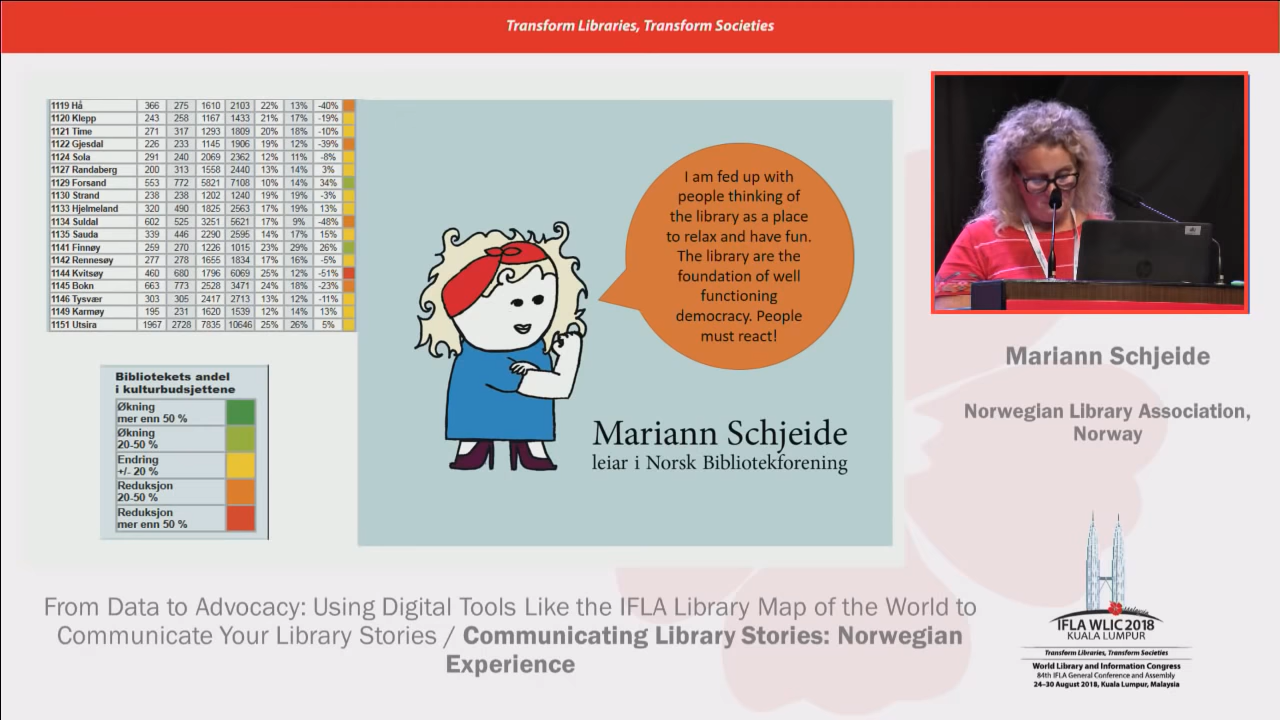 Transform Libraries, Transform Societies
1119 Hå 366 275 1610 2103 22% 13% -40%
1120 Klepp 243 258 1167 1433 21% 17% -19%
1121 Time 271 317 1293 1809 20% 18% -10%
1122 Gjesdal 226 233 1145 1906 19% 12% -39%
1124 Sola 291 240 2069 2362 12% 11% -8%
1127 Randaberg 200 313 1558 2440 13% 14% 3%
1129 Forsand 553 772 5821 7108 10% 14% 34%
1130 Strand 238 238 1202 1240 19% 19% -3%
1133 Hjelmeland 320 490 1825 2563 17% 19% 13%
1134 Suldal 602 525 3251 5621 17% 9% -48%
1135 Sauda 339 446 2290 2595 14% 17% 15%
1141 Finnøy 259 270 1226 1015 23% 29% 26%
1142 Rennesøy 277 278 1655 1834 17% 16% -5%
1144 Kvitsøy 460 680 1796 6069 25% 12% -51%
1145 Bokn 663 773 2528 3471 24% 18% -23%
1146 Tysvær 303 305 2417 2713 13% 12% -11%
1149 Karmøy 195 231 1620 1539 12% 14% 13%
1151 Utsira 1967 2728 7835 10646 25% 26% 5%
Bibliotekets andel
i kulturbudsjettene
Økning
mer enn 50 %
Økning
20-50 %
Endring
+/- 20 %
Reduksjon
20-50 %
Reduksjon
mer enn 50 %
I am fed up with
people thinking of
the library as a place
to relax and have fun.
The library are the
foundation of well
functioning
democracy. People
must react!
Mariann Schjeide
leiar i Norsk Bibliotekforening
hp
Mariann Schjeide
Norwegian Library Association,
Norway
From Data to Advocacy: Using Digital Tools Like the IFLA Library Map of the World to
Communicate Your Library Stories / Communicating Library Stories: Norwegian
Experience
Malaysia
IFLA WLIC 2018
KUALA LUMPUR
Transform Libraries, Transform Societies
World Library and Information Congress
84th IFLA General Conference and Assembly
24–30 August 2018, Kuala Lumpur, Malaysia